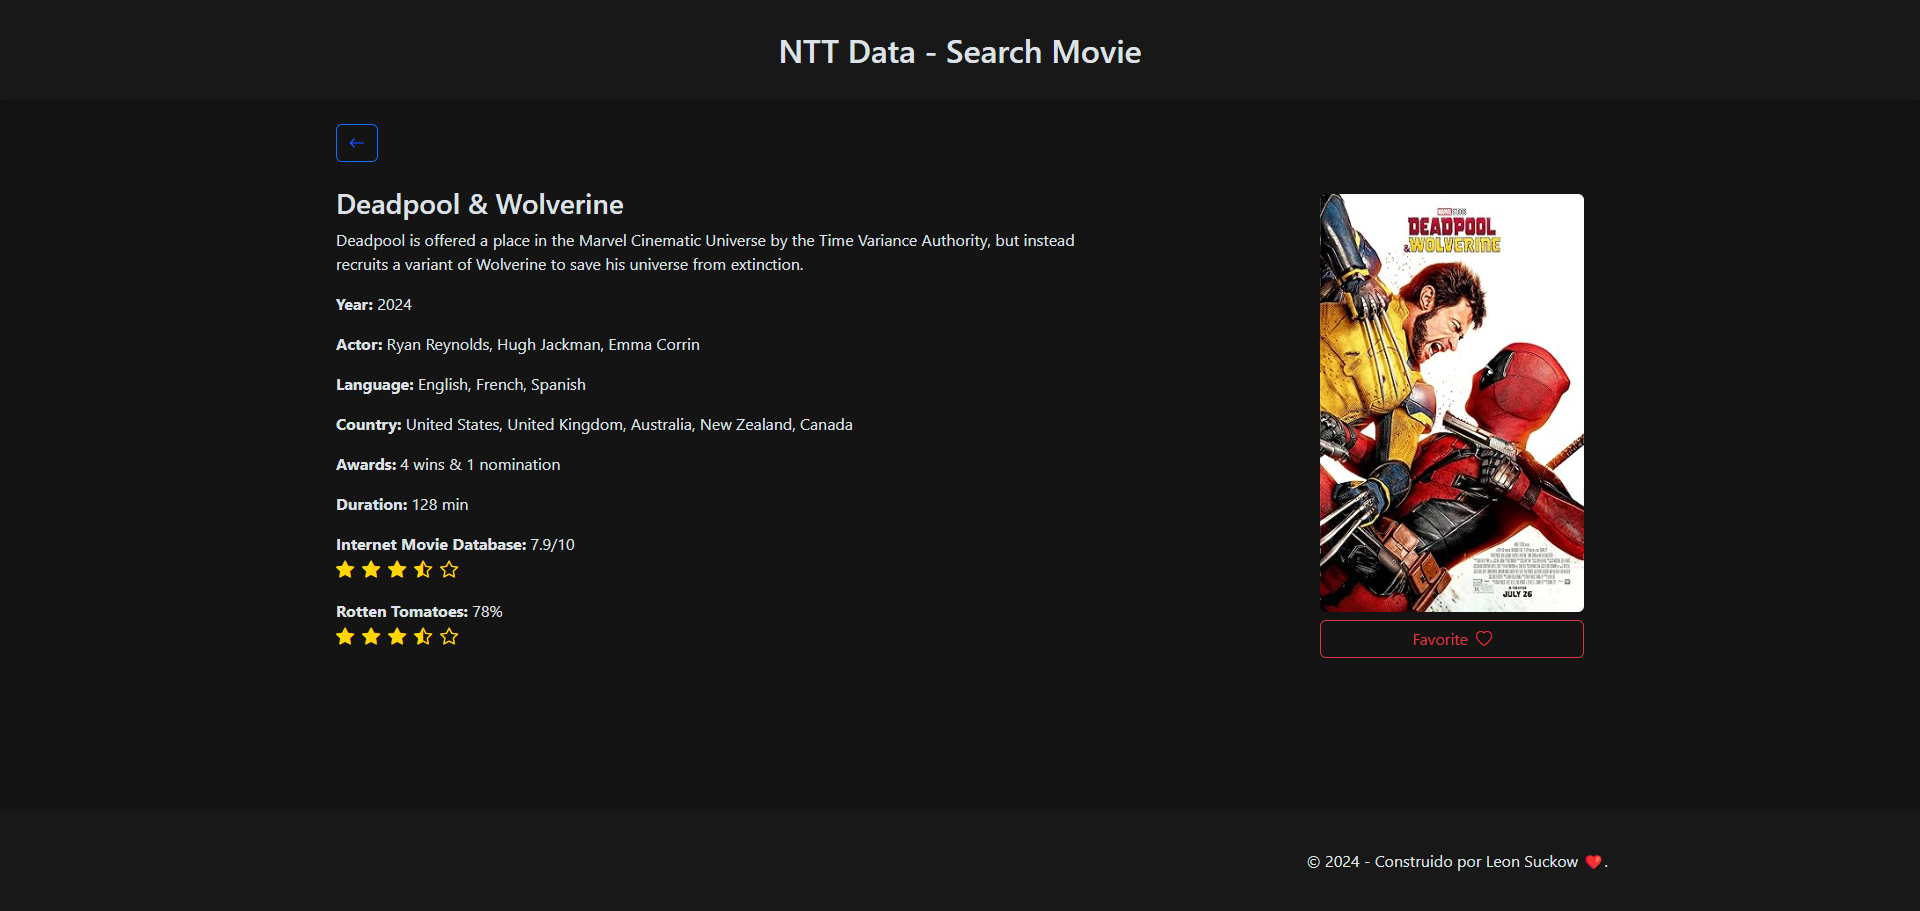 NTT Data - Search Movie
Deadpool & Wolverine
Deadpool is offered a place in the Marvel Cinematic Universe by the Time Variance Authority, but instead
recruits a variant of Wolverine to save his universe from extinction.
Year: 2024
Actor: Ryan Reynolds, Hugh Jackman, Emma Corrin
Language: English, French, Spanish
Country: United States, United Kingdom, Australia, New Zealand, Canada
Awards: 4 wins & 1 nomination
Duration: 128 min
Internet Movie Database: 7.9/10
Rotten Tomatoes: 78%
MARVEL STUDIOS
DEADPOOL
& WOLVERINE
JULY 26
Favorite
© 2024 - Construido por Leon Suckow ❤️.